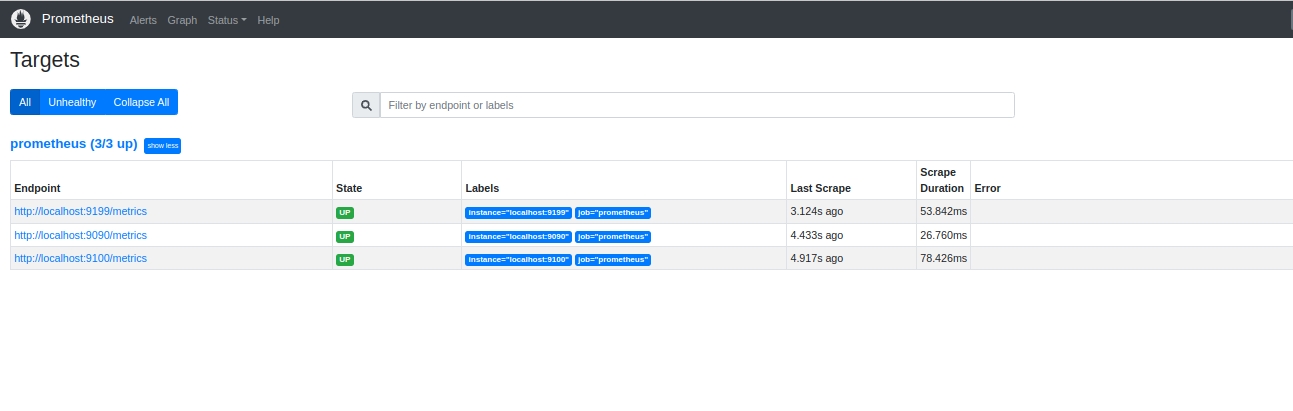 Prometheus Alerts Graph Status Help
Targets
All Unhealthy Collapse All
Filter by endpoint or labels
prometheus (3/3 up) show less
Endpoint State Labels Last Scrape Scrape Duration Error
http://localhost:9199/metrics UP instance="localhost:9199" job="prometheus" 3.124s ago 53.842ms
http://localhost:9090/metrics UP instance="localhost:9090" job="prometheus" 4.433s ago 26.760ms
http://localhost:9100/metrics UP instance="localhost:9100" job="prometheus" 4.917s ago 78.426ms